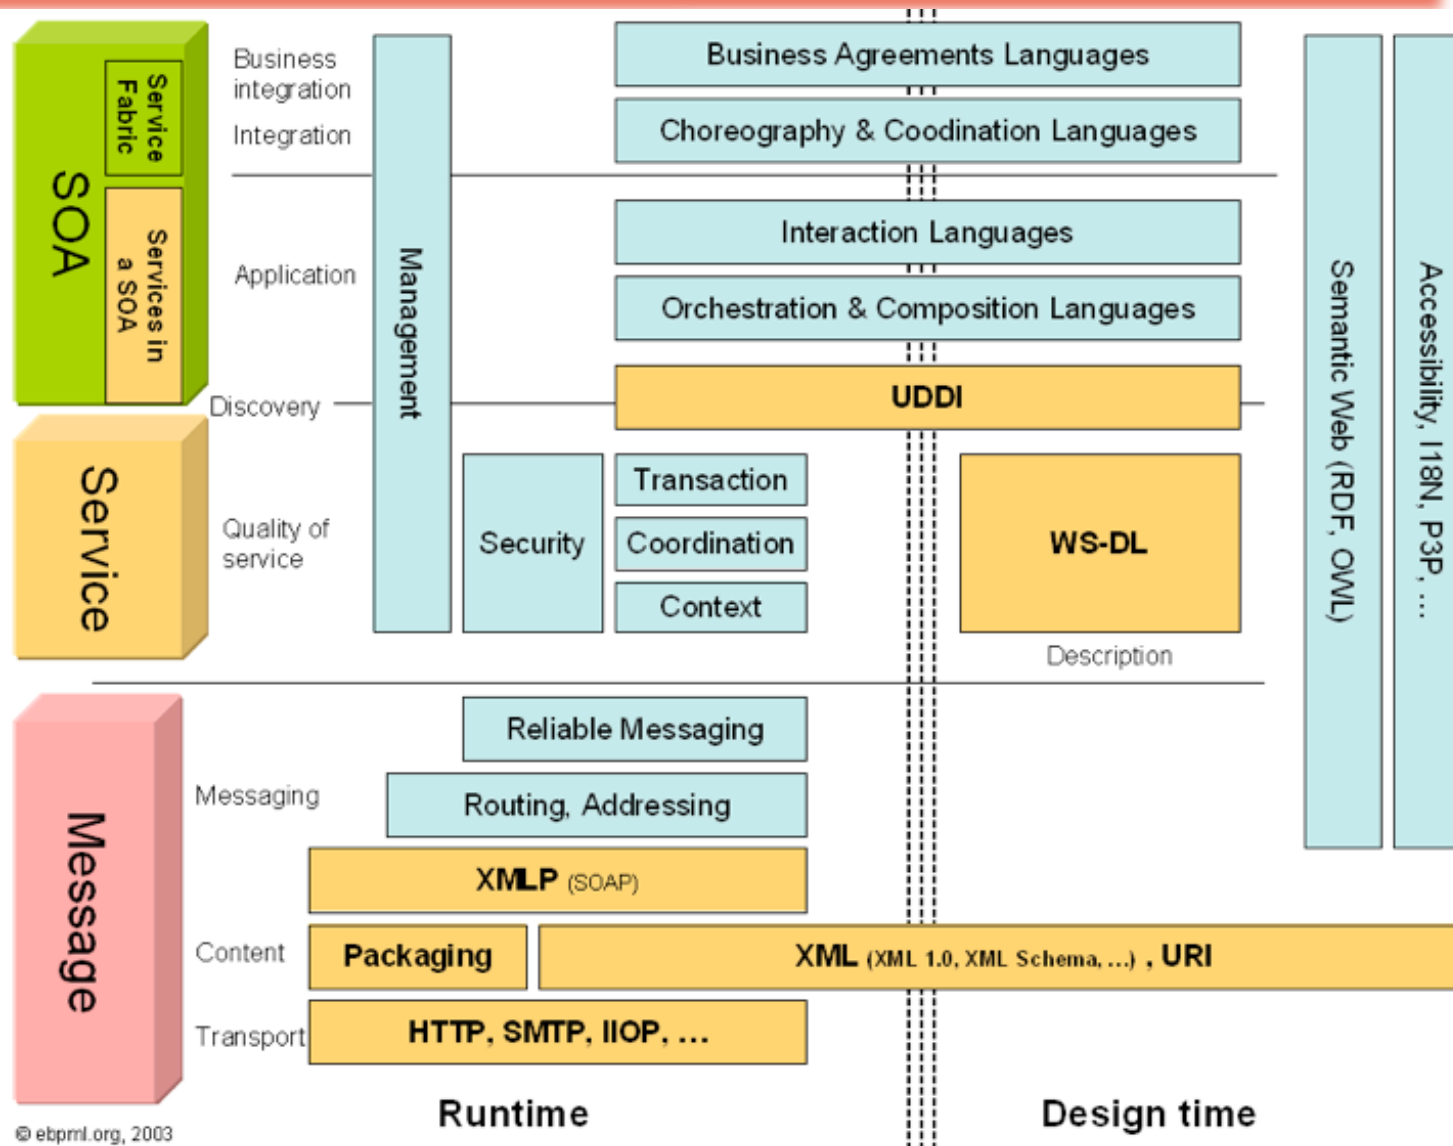 Business
integration
Integration
Business Agreements Languages
Choreography & Coodination Languages
Service
Fabric
SOA
Services in
a SOA
Application
Management
Interaction Languages
Orchestration & Composition Languages
Semantic Web (RDF, OWL)
Accessibility, I18N, P3P, ...
Discovery
UDDI
Service
Quality of
service
Security
Transaction
Coordination
Context
WS-DL
Description
Message
Messaging
Reliable Messaging
Routing, Addressing
XMLP (SOAP)
Content
Packaging
XML (XML 1.0, XML Schema, ...) , URI
Transport
HTTP, SMTP, IIOP, ...
Runtime
Design time
© ebpml.org, 2003